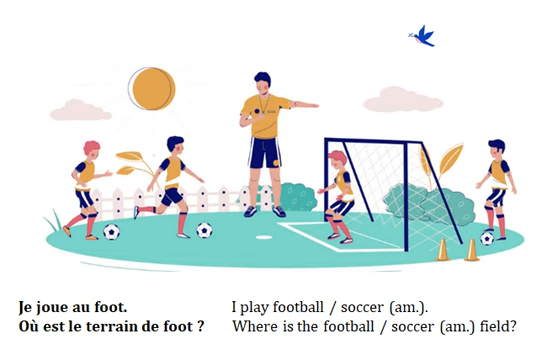 Je joue au foot. I play football / soccer (am.).
Où est le terrain de foot ? Where is the football / soccer (am.) field?